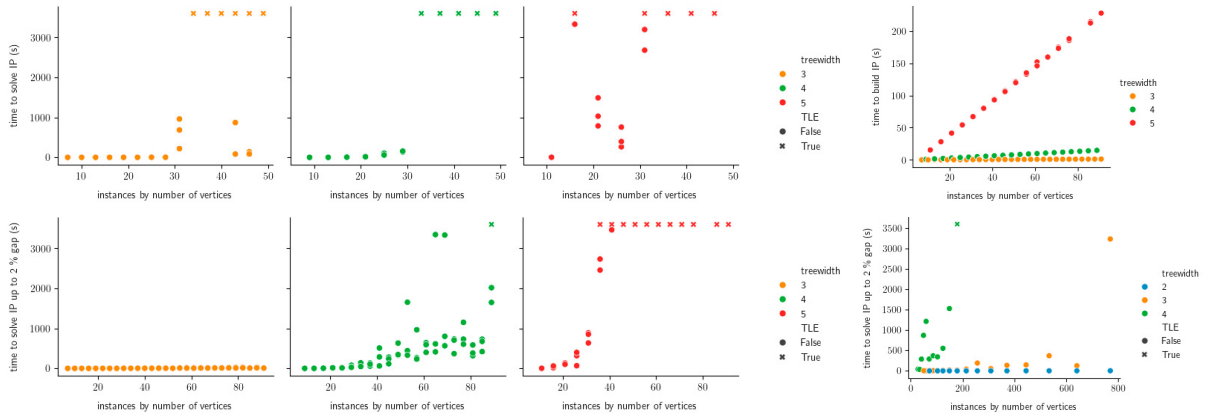 time to solve IP (s)
3000
2000
1000
0
10 20 30 40 50
instances by number of vertices
10 20 30 40 50
instances by number of vertices
10 20 30 40 50
instances by number of vertices
treewidth
3
4
5
TLE
False
True
time to build IP (s)
200
150
100
50
0
20 40 60 80
instances by number of vertices
treewidth
3
4
5
time to solve IP up to 2 % gap (s)
3000
2000
1000
0
20 40 60 80
instances by number of vertices
20 40 60 80
instances by number of vertices
20 40 60 80
instances by number of vertices
treewidth
3
4
5
TLE
False
True
time to solve IP up to 2 % gap (s)
3500
3000
2500
2000
1500
1000
500
0
0 200 400 600 800
instances by number of vertices
treewidth
2
3
4
TLE
False
True